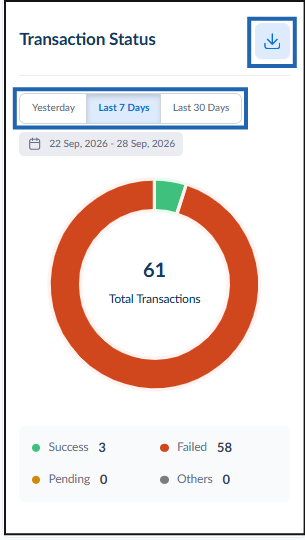 Transaction Status
Yesterday Last 7 Days Last 30 Days
22 Sep, 2026 - 28 Sep, 2026
61
Total Transactions
Success 3 Failed 58
Pending 0 Others 0